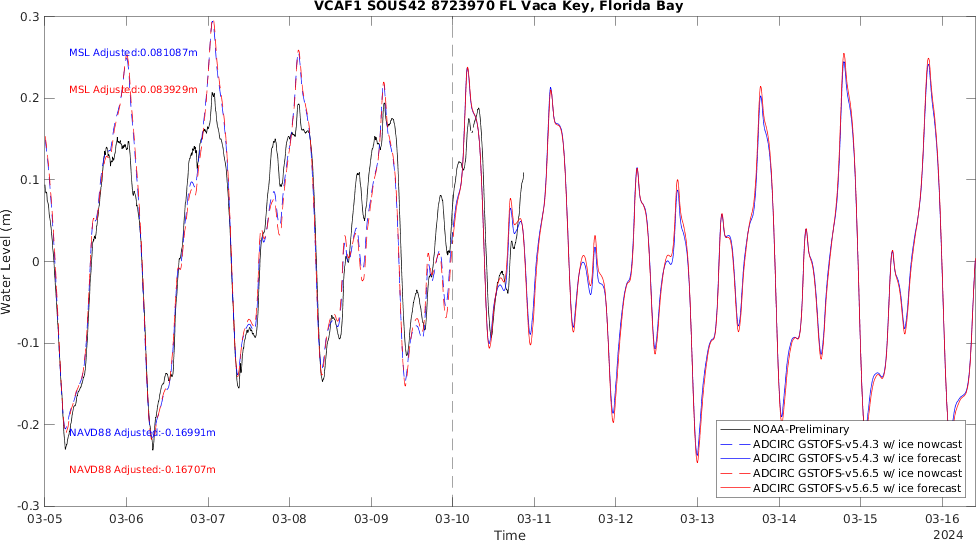 VCAF1 SOUS42 8723970 FL Vaca Key, Florida Bay
0.3
MSL Adjusted:0.081087m
MSL Adjusted:0.083929m
0.2
0.1
0
-0.1
-0.2
-0.3
Water Level (m)
NAVD88 Adjusted:-0.16991m
NAVD88 Adjusted:-0.16707m
NOAA-Preliminary
ADCIRC GSTOFS-v5.4.3 w/ ice nowcast
ADCIRC GSTOFS-v5.4.3 w/ ice forecast
ADCIRC GSTOFS-v5.6.5 w/ ice nowcast
ADCIRC GSTOFS-v5.6.5 w/ ice forecast
03-05 03-06 03-07 03-08 03-09 03-10 03-11 03-12 03-13 03-14 03-15 03-16
Time
2024